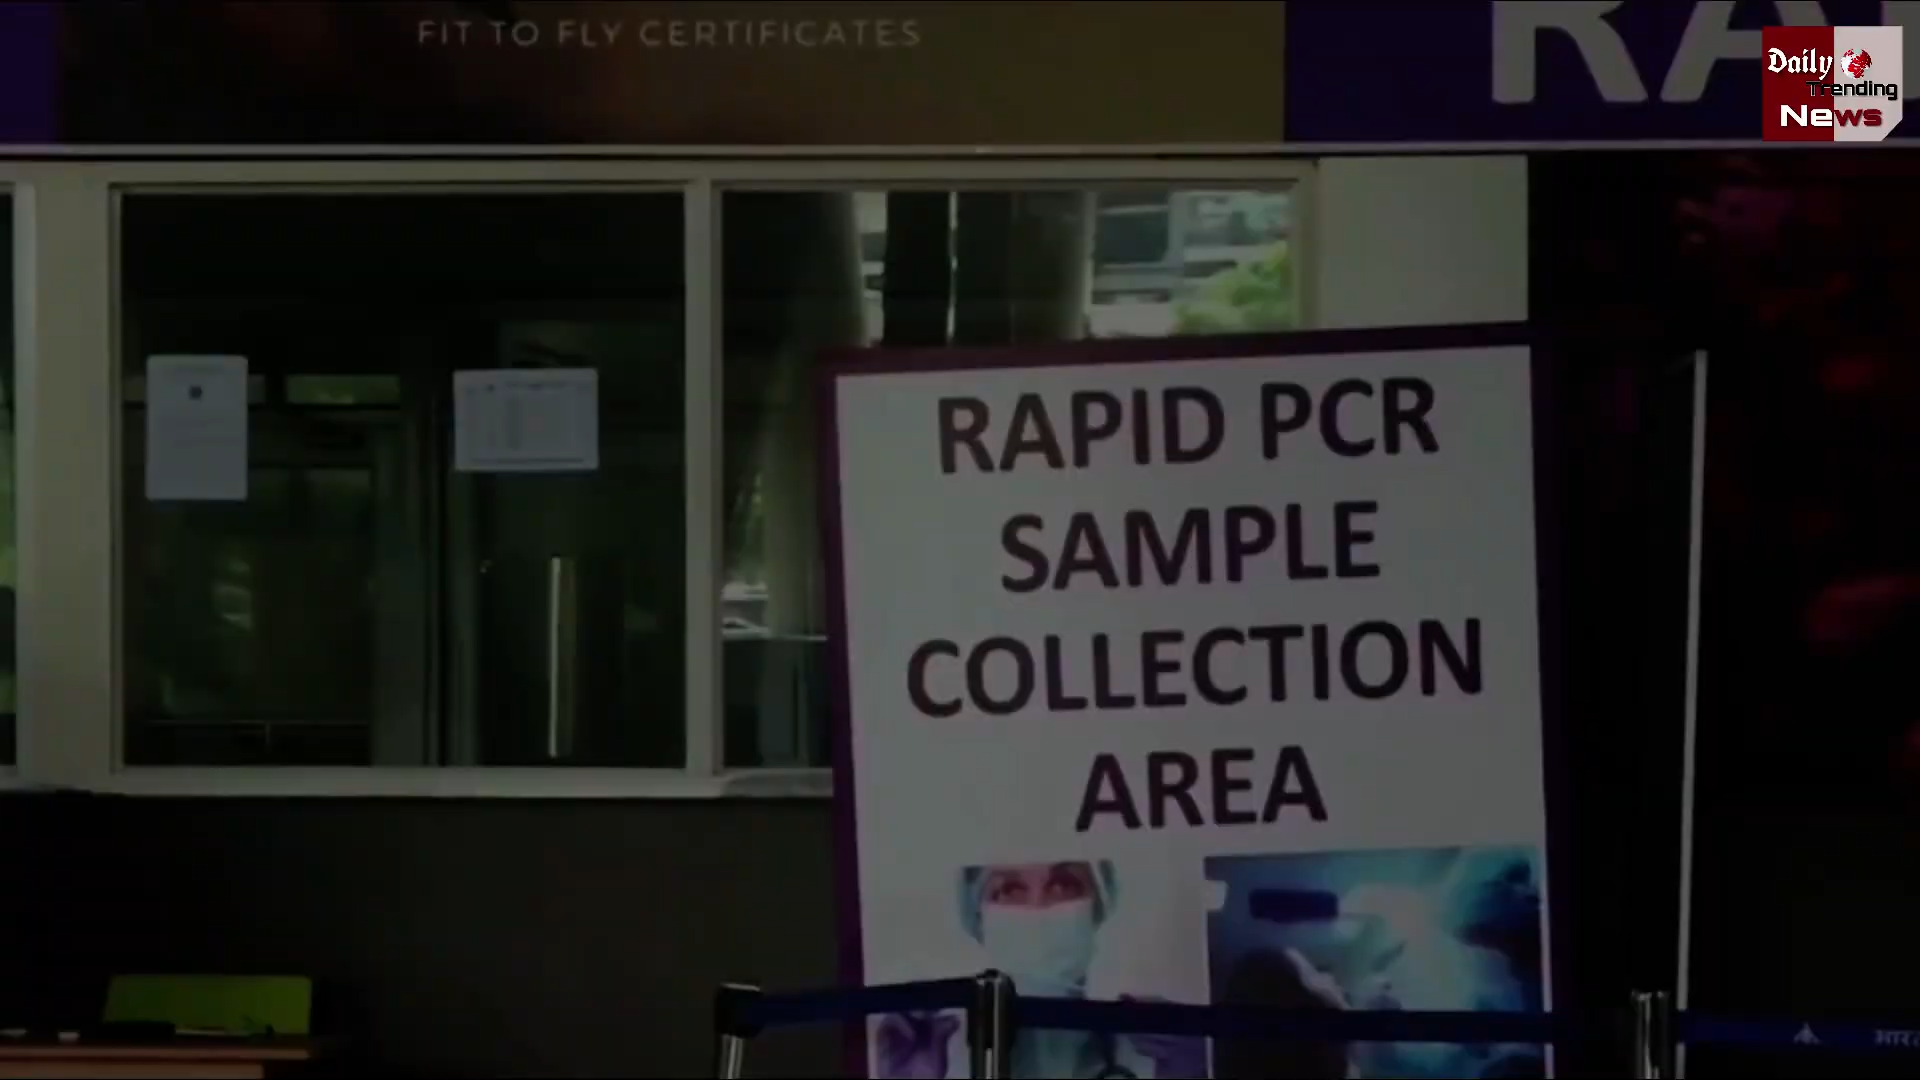 FIT TO FLY CERTIFICATES
Daily
Trending
News
RAPID PCR
SAMPLE
COLLECTION
AREA